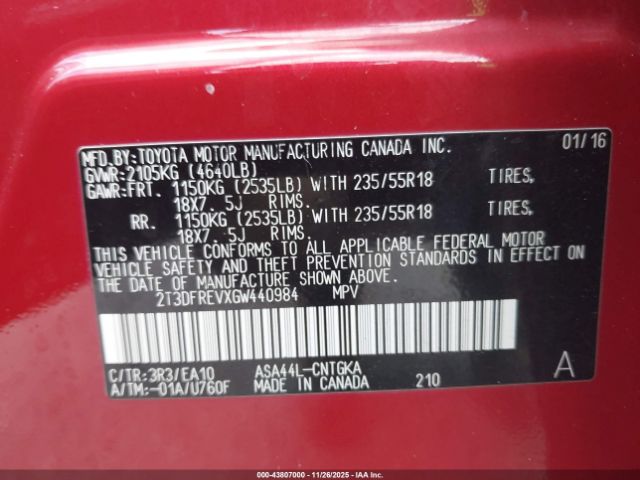 MFD.BY:TOYOTA MOTOR MANUFACTURING CANADA INC. 01/16
GVWR:2105KG (4640LB)
GAWR:FRT. 1150KG (2535LB) WITH 235/55R18 TIRES,
18X7. 5J RIMS.
RR. 1150KG (2535LB) WITH 235/55R18 TIRES,
18X7. 5J RIMS.
THIS VEHICLE CONFORMS TO ALL APPLICABLE FEDERAL MOTOR
VEHICLE SAFETY AND THEFT PREVENTION STANDARDS IN EFFECT ON
THE DATE OF MANUFACTURE SHOWN ABOVE.
2T3DFREVXGW440984 MPV
C/TR:3R3/EA10 ASA44L-CNTGKA A
A/TM:-01A/U760F MADE IN CANADA 210
000-43807000 - 11/26/2025 - IAAI.CA